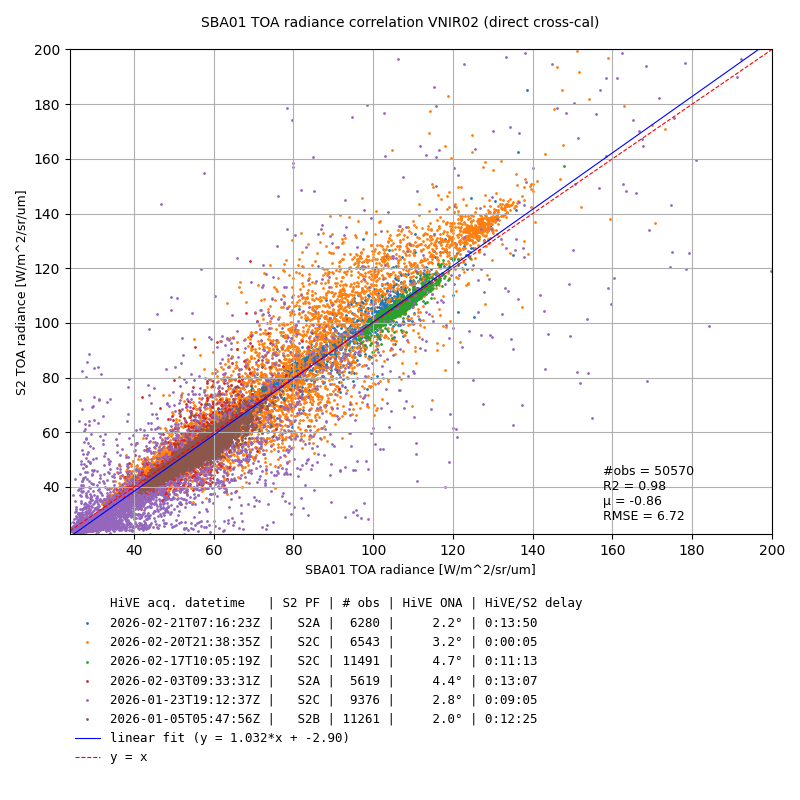 SBA01 TOA radiance correlation VNIR02 (direct cross-cal)
200
180
160
140
120
100
80
60
40
S2 TOA radiance [W/m^2/sr/um]
#obs = 50570
R2 = 0.98
μ = -0.86
RMSE = 6.72
40 60 80 100 120 140 160 180 200
SBA01 TOA radiance [W/m^2/sr/um]
HiVE acq. datetime | S2 PF | # obs | HiVE ONA | HiVE/S2 delay
2026-02-21T07:16:23Z | S2A | 6280 | 2.2° | 0:13:50
2026-02-20T21:38:35Z | S2C | 6543 | 3.2° | 0:00:05
2026-02-17T10:05:19Z | S2C | 11491 | 4.7° | 0:11:13
2026-02-03T09:33:31Z | S2A | 5619 | 4.4° | 0:13:07
2026-01-23T19:12:37Z | S2C | 9376 | 2.8° | 0:09:05
2026-01-05T05:47:56Z | S2B | 11261 | 2.0° | 0:12:25
linear fit (y = 1.032*x + -2.90)
y = x